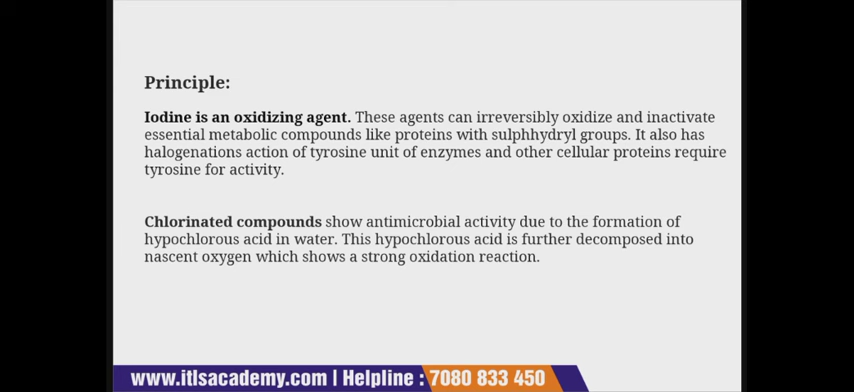 Principle:
Iodine is an oxidizing agent. These agents can irreversibly oxidize and inactivate
essential metabolic compounds like proteins with sulphhydryl groups. It also has
halogenations action of tyrosine unit of enzymes and other cellular proteins require
tyrosine for activity.
Chlorinated compounds show antimicrobial activity due to the formation of
hypochlorous acid in water. This hypochlorous acid is further decomposed into
nascent oxygen which shows a strong oxidation reaction.
www.itlsacademy.com | Helpline : 7080 833 450